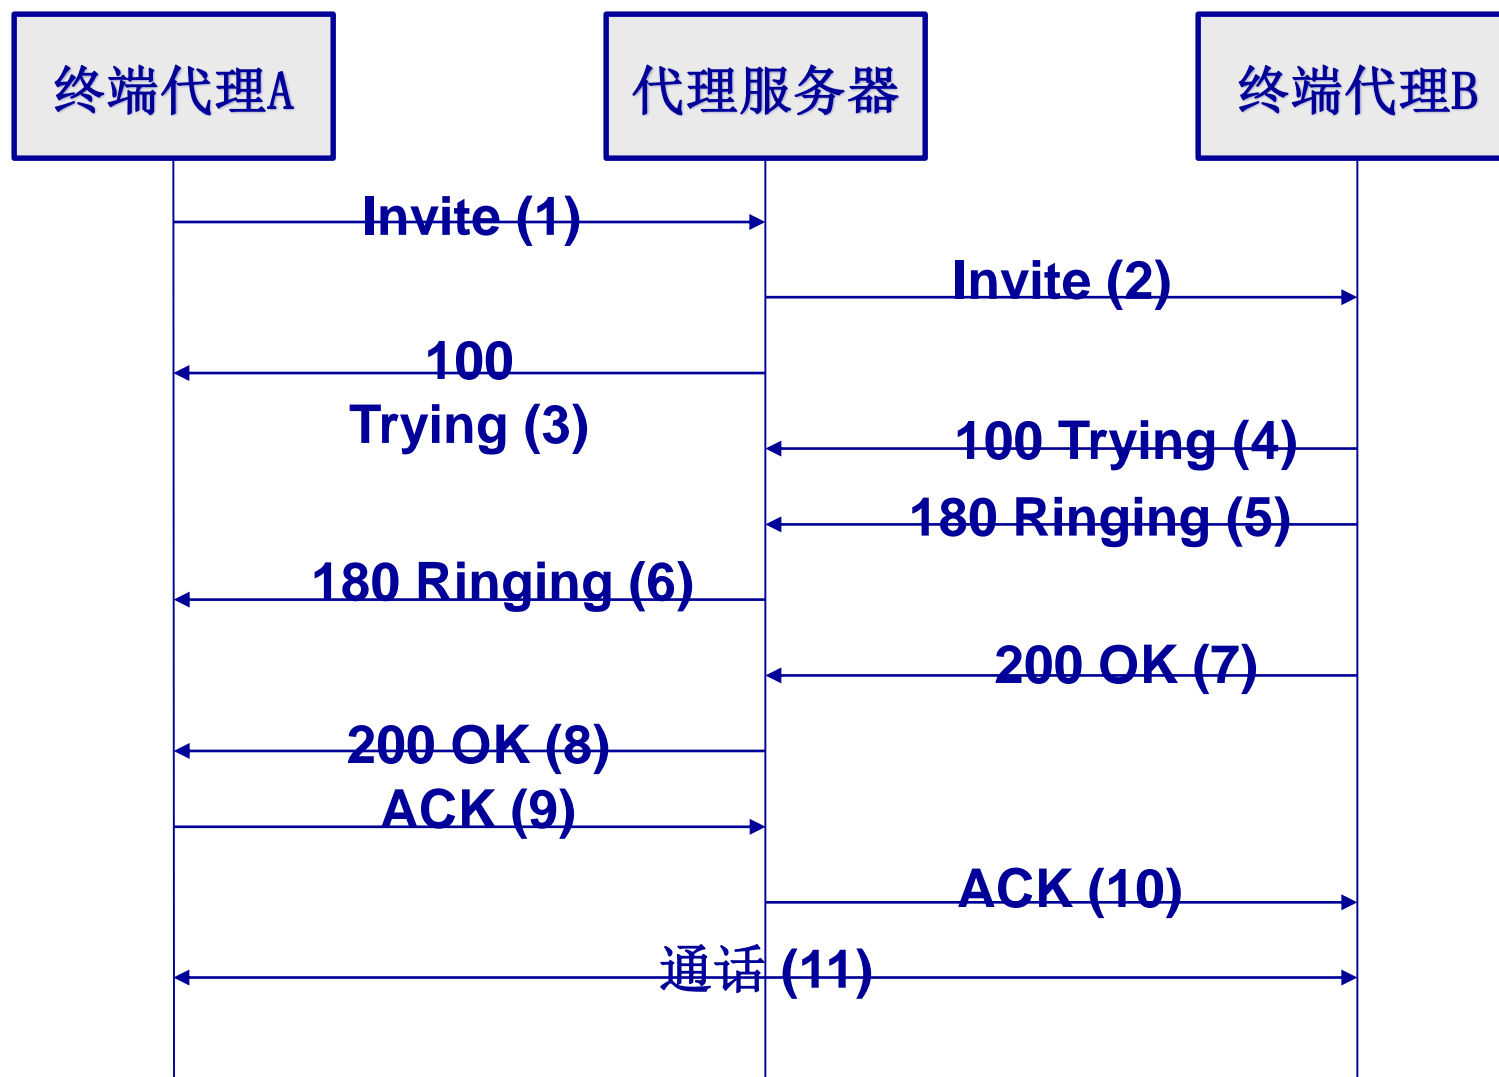 终端代理A
代理服务器
终端代理B
Invite (1)
Invite (2)
100
Trying (3)
100 Trying (4)
180 Ringing (5)
180 Ringing (6)
200 OK (7)
200 OK (8)
ACK (9)
ACK (10)
通话 (11)